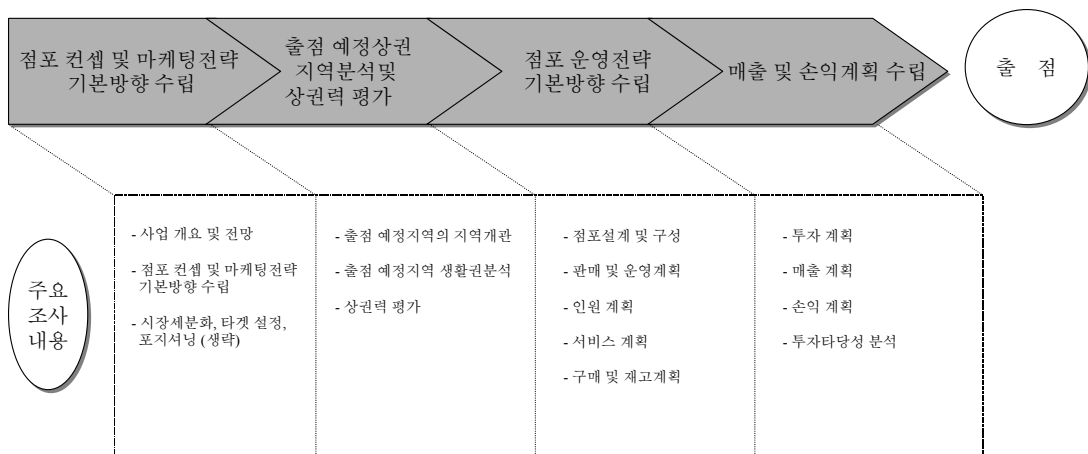 점포 컨셉 및 마케팅전략
기본방향 수립
출점 예정상권
지역분석및
상권력 평가
점포 운영전략
기본방향 수립
매출 및 손익계획 수립
출 점
주요
조사
내용
- 사업 개요 및 전망
- 점포 컨셉 및 마케팅전략
기본방향 수립
- 시장세분화, 타겟 설정,
포지셔닝 (생략)
- 출점 예정지역의 지역개관
- 출점 예정지역 생활권분석
- 상권력 평가
- 점포설계 및 구성
- 판매 및 운영계획
- 인원 계획
- 서비스 계획
- 구매 및 재고계획
- 투자 계획
- 매출 계획
- 손익 계획
- 투자타당성 분석